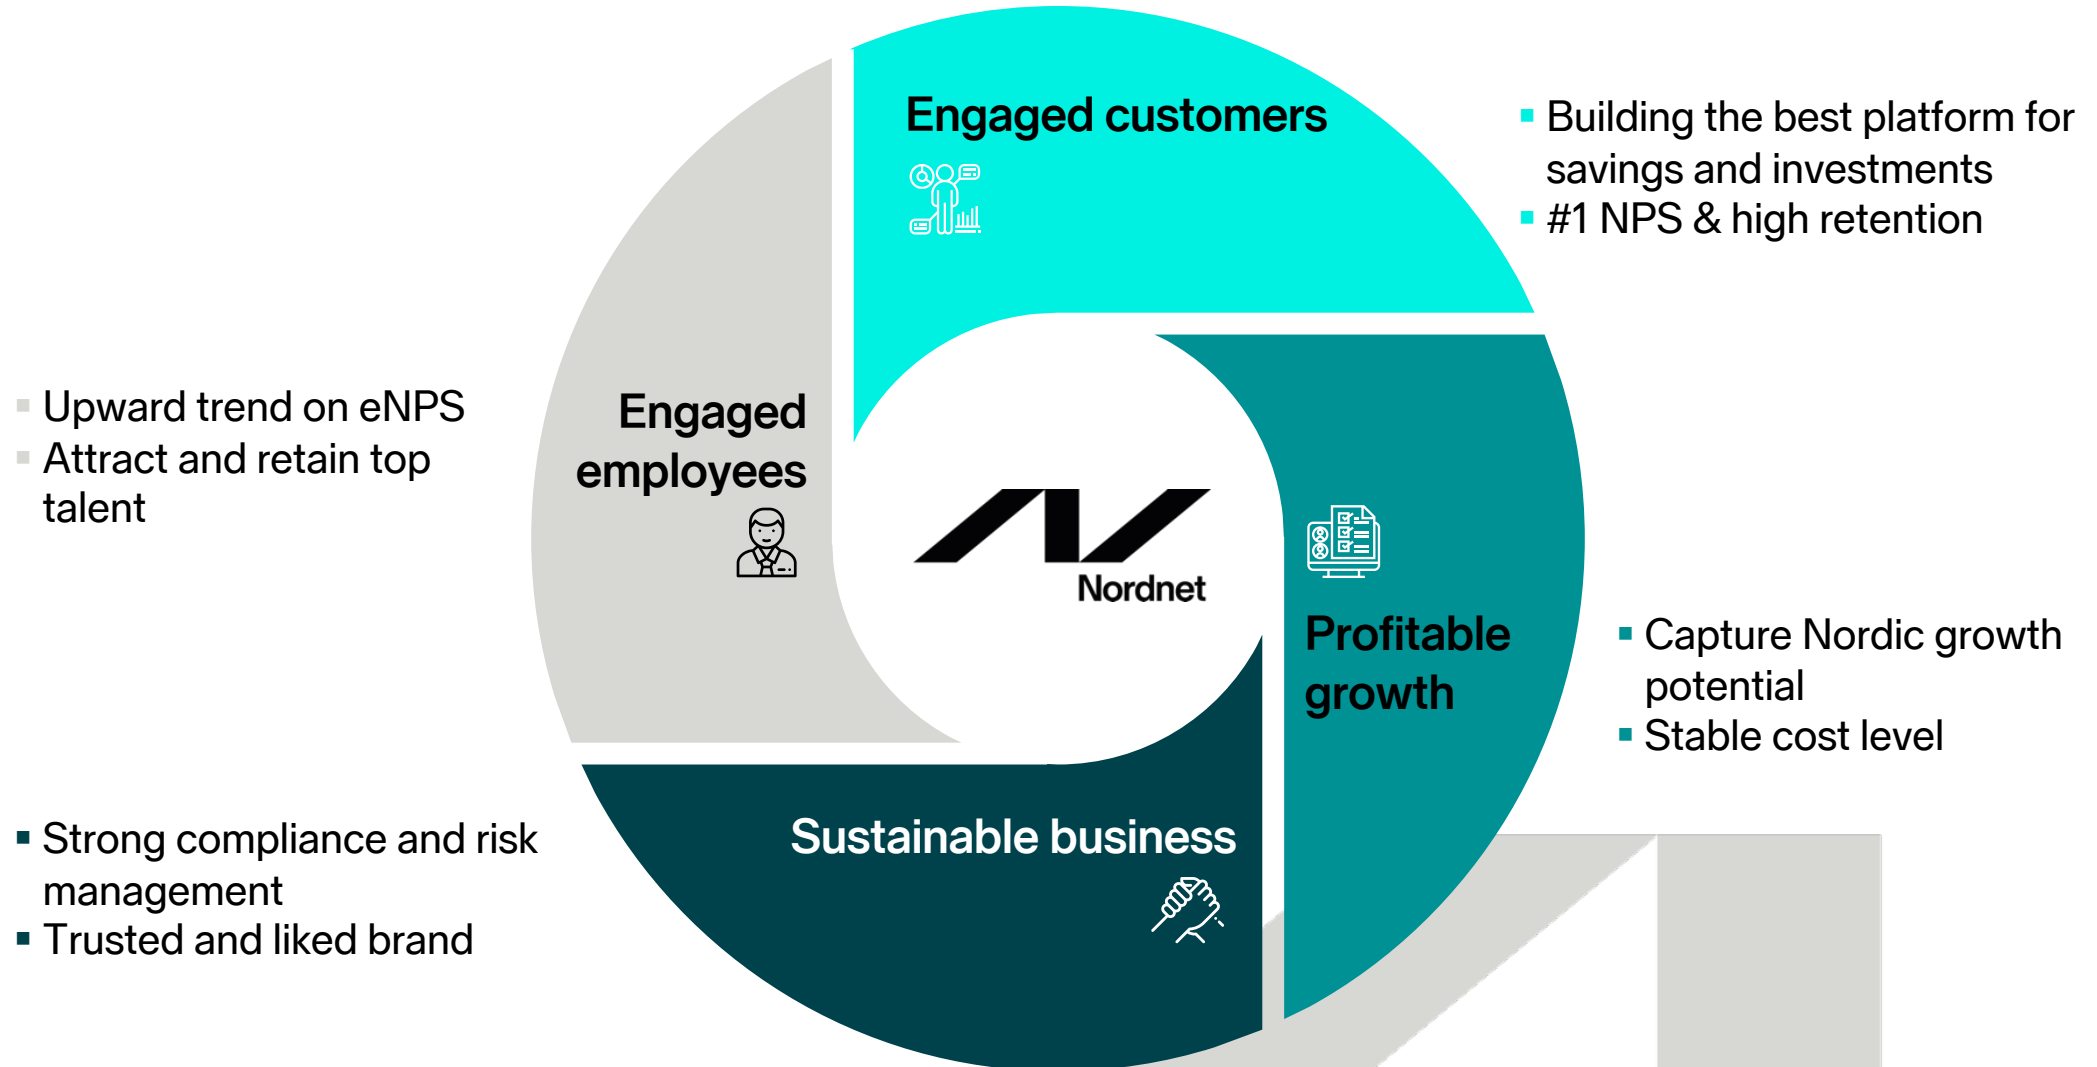 Engaged customers
Building the best platform for
savings and investments
#1 NPS & high retention
Upward trend on eNPS
Attract and retain top
talent
Engaged
employees
Nordnet
Profitable
growth
Capture Nordic growth
potential
Stable cost level
Sustainable business
Strong compliance and risk
management
Trusted and liked brand